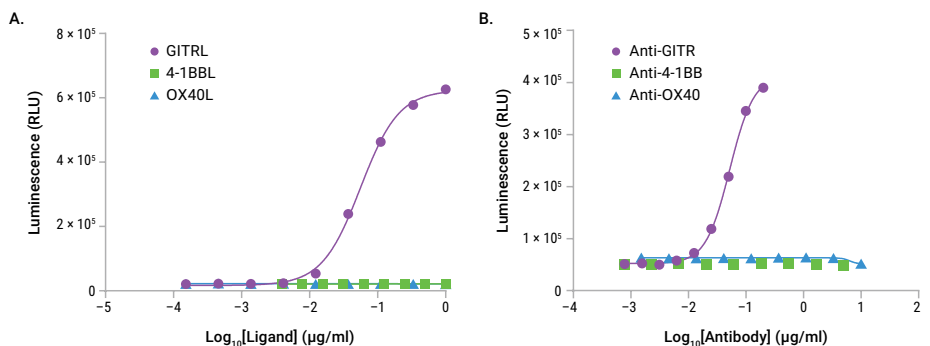 A.
8 × 10⁵
6 × 10⁵
4 × 10⁵
2 × 10⁵
0
Luminescence (RLU)
GITRL
4-1BBL
OX40L
−5 −4 −3 −2 −1 0
Log₁₀[Ligand] (µg/ml)
B.
5 × 10⁵
4 × 10⁵
3 × 10⁵
2 × 10⁵
1 × 10⁵
0
Luminescence (RLU)
Anti-GITR
Anti-4-1BB
Anti-OX40
−4 −3 −2 −1 0 1 2
Log₁₀[Antibody] (µg/ml)